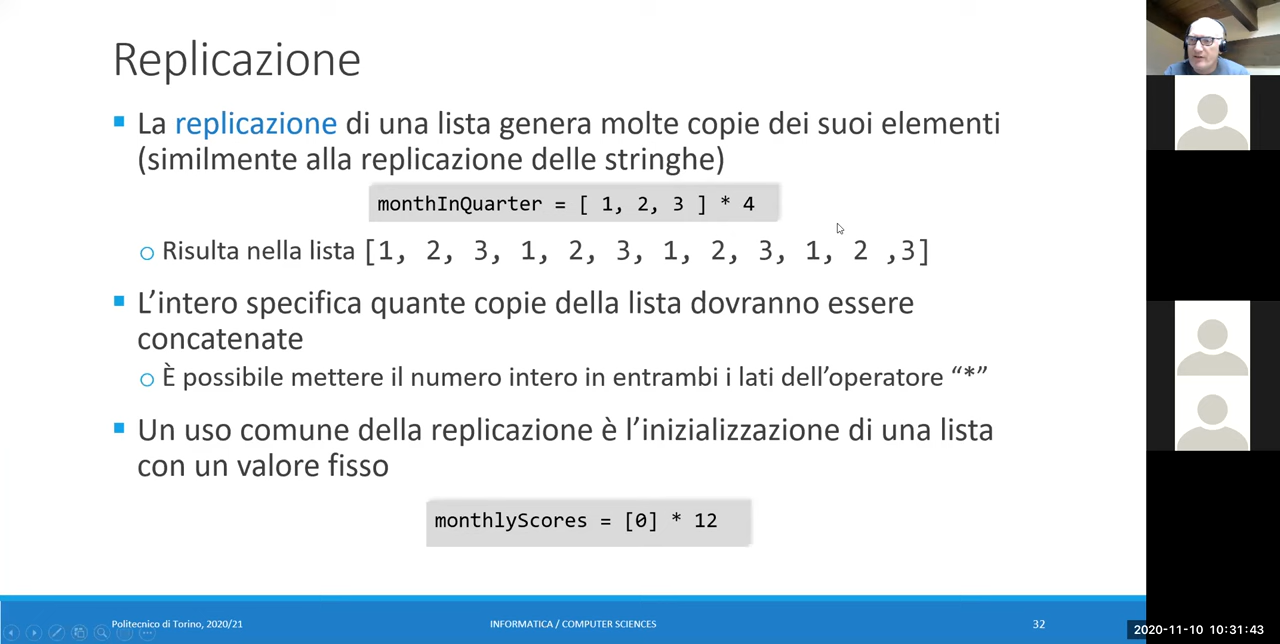 Replicazione
La replicazione di una lista genera molte copie dei suoi elementi
(similmente alla replicazione delle stringhe)
monthInQuarter = [ 1, 2, 3 ] * 4
Risulta nella lista [1, 2, 3, 1, 2, 3, 1, 2, 3, 1, 2 ,3]
L’intero specifica quante copie della lista dovranno essere
concatenate
È possibile mettere il numero intero in entrambi i lati dell’operatore “*”
Un uso comune della replicazione è l’inizializzazione di una lista
con un valore fisso
monthlyScores = [0] * 12
Politecnico di Torino, 2020/21
INFORMATICA / COMPUTER SCIENCES
32
2020-11-10 10:31:43